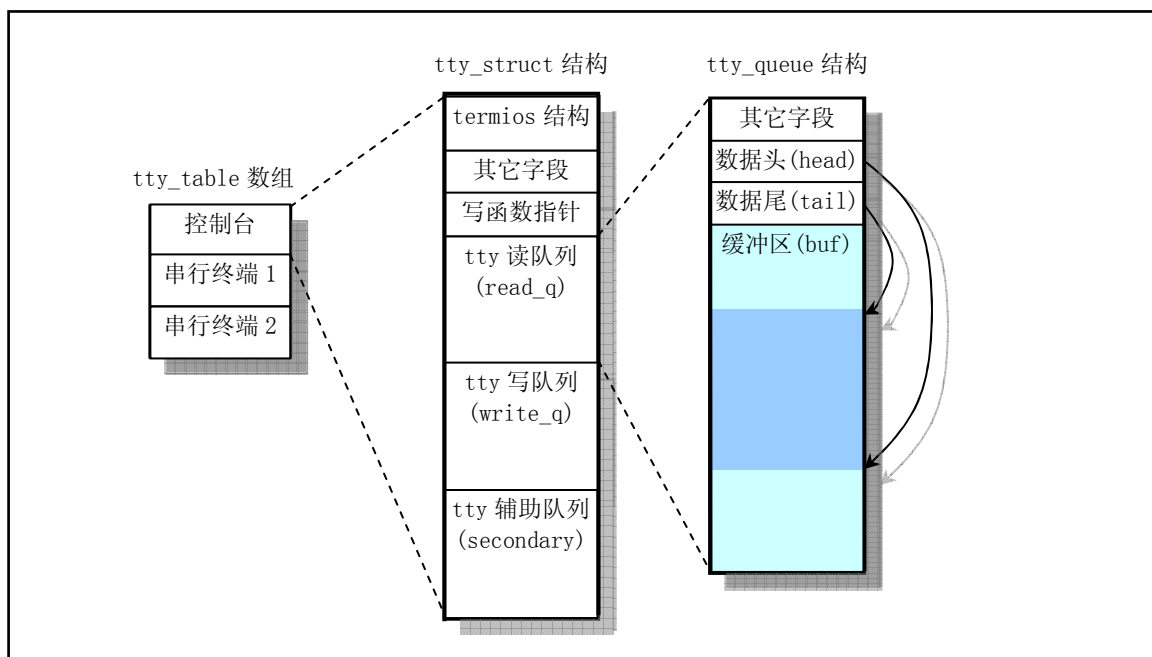 tty_struct 结构
tty_queue 结构
tty_table 数组
控制台
串行终端 1
串行终端 2
termios 结构
其它字段
写函数指针
tty 读队列
(read_q)
tty 写队列
(write_q)
tty 辅助队列
(secondary)
其它字段
数据头(head)
数据尾(tail)
缓冲区(buf)